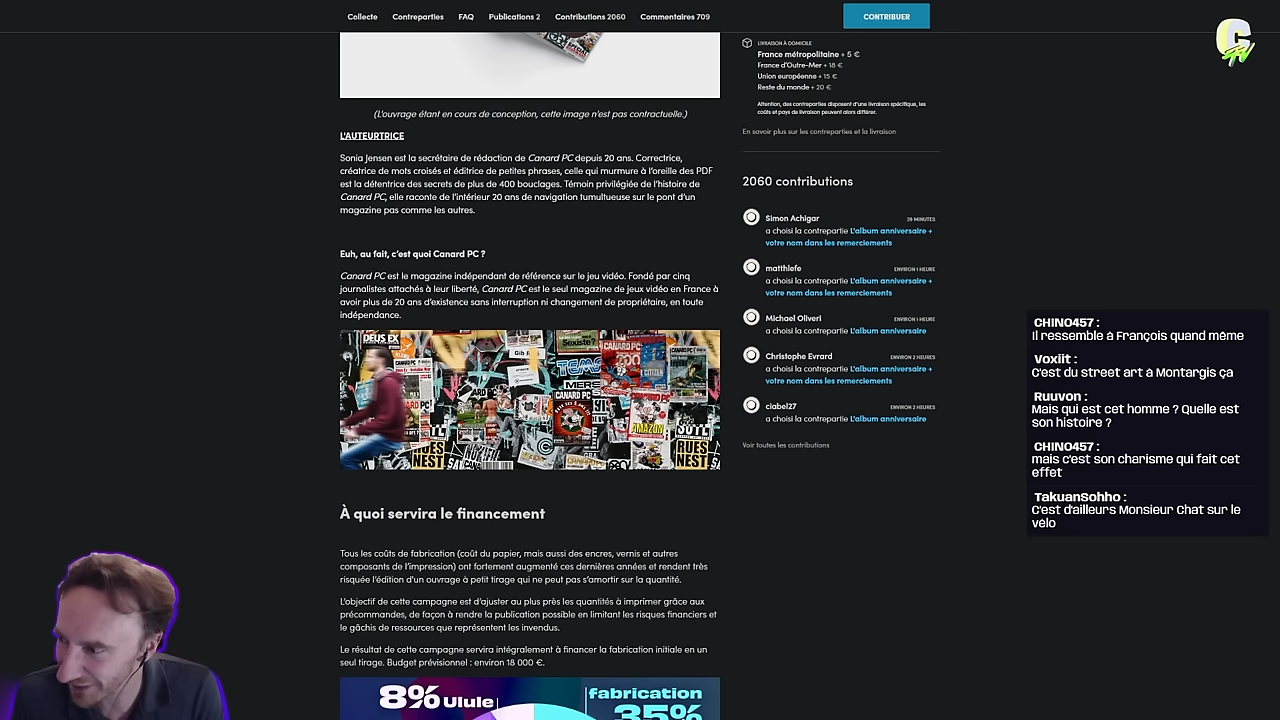 Collecte Contreparties FAQ Publications 2 Contributions 2060 Commentaires 709 CONTRIBUER
(L'ouvrage étant en cours de conception, cette image n'est pas contractuelle.)
L'AUTEURTRICE
Sonia Jensen est la secrétaire de rédaction de Canard PC depuis 20 ans. Correctrice,
créatrice de mots croisés et éditrice de petites phrases, celle qui murmure à l'oreille des PDF
est la détentrice des secrets de plus de 400 bouclages. Témoin privilégiée de l'histoire de
Canard PC, elle raconte de l'intérieur 20 ans de navigation tumultueuse sur le pont d'un
magazine pas comme les autres.
Euh, au fait, c'est quoi Canard PC ?
Canard PC est le magazine indépendant de référence sur le jeu vidéo. Fondé par cinq
journalistes attachés à leur liberté, Canard PC est le seul magazine de jeux vidéo en France à
avoir plus de 20 ans d'existence sans interruption ni changement de propriétaire, en toute
indépendance.
DEUS EX
CANARD PC
200
CITIZEN
AMAZON
RUES
NEST
RUES
NEST
À quoi servira le financement
Tous les coûts de fabrication (coût du papier, mais aussi des encres, vernis et autres
composants de l'impression) ont fortement augmenté ces dernières années et rendent très
risquée l'édition d'un ouvrage à petit tirage qui ne peut pas s'amortir sur la quantité.
L'objectif de cette campagne est d'ajuster au plus près les quantités à imprimer grâce aux
précommandes, de façon à rendre la publication possible en limitant les risques financiers et
le gâchis de ressources que représentent les invendus.
Le résultat de cette campagne servira intégralement à financer la fabrication initiale en un
seul tirage. Budget prévisionnel : environ 18 000 €.
8% Ulule
fabrication
35%
LIVRAISON À DOMICILE
France métropolitaine + 5 €
France d'Outre-Mer + 18 €
Union européenne + 15 €
Reste du monde + 20 €
Attention, des contreparties disposent d'une livraison spécifique, les
coûts et pays de livraison peuvent alors différer.
En savoir plus sur les contreparties et la livraison
2060 contributions
Simon Achigar 39 MINUTES
a choisi la contrepartie L'album anniversaire +
votre nom dans les remerciements
matthlefe ENVIRON 1 HEURE
a choisi la contrepartie L'album anniversaire +
votre nom dans les remerciements
Michael Oliveri ENVIRON 1 HEURE
a choisi la contrepartie L'album anniversaire
Christophe Evrard ENVIRON 2 HEURES
a choisi la contrepartie L'album anniversaire +
votre nom dans les remerciements
ciabel27 ENVIRON 3 HEURES
a choisi la contrepartie L'album anniversaire
Voir toutes les contributions
CHINO457 :
Il ressemble à François quand même
Voxiit :
C'est du street art à Montargis ça
Ruuvon :
Mais qui est cet homme ? Quelle est
son histoire ?
CHINO457 :
mais c'est son charisme qui fait cet
effet
TakuanSohho :
C'est d'ailleurs Monsieur Chat sur le
vélo